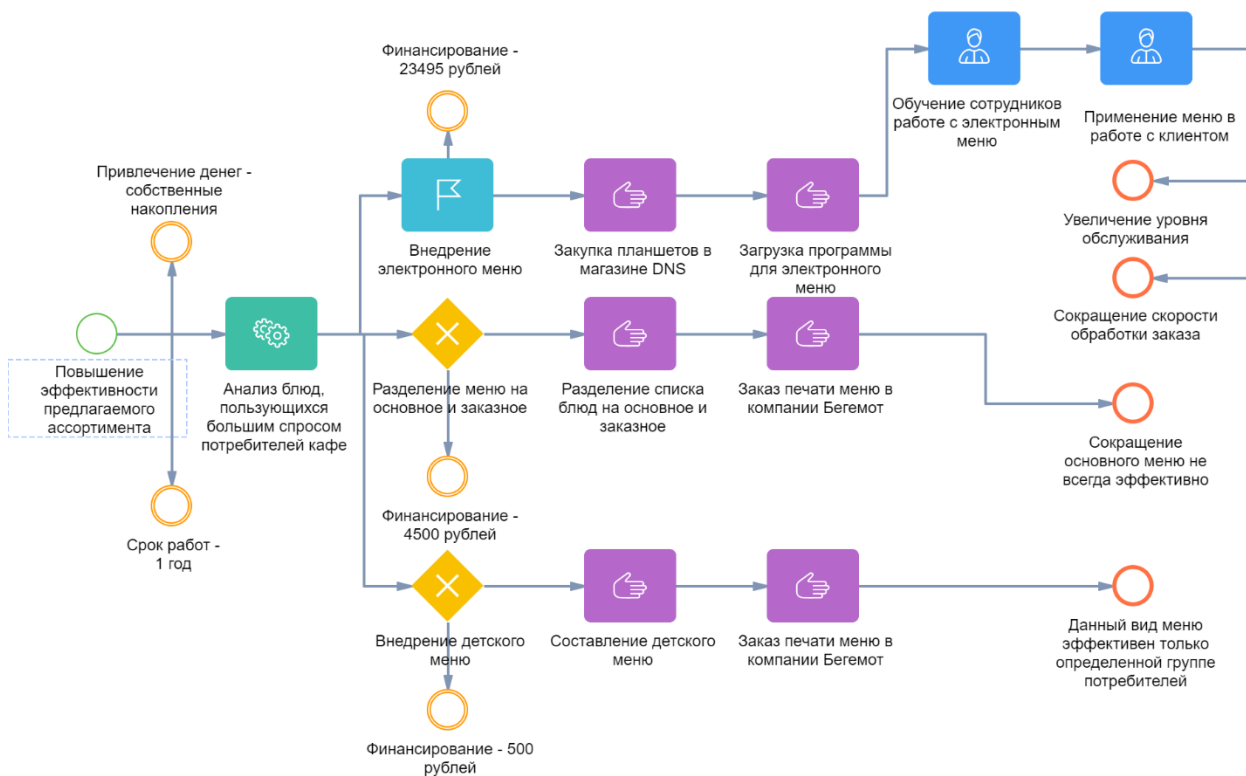 Финансирование -
23495 рублей
Обучение сотрудников
работе с электронным
меню
Применение меню в
работе с клиентом
Привлечение денег -
собственные
накопления
Внедрение
электронного меню
Закупка планшетов в
магазине DNS
Загрузка программы
для электронного
меню
Увеличение уровня
обслуживания
Сокращение скорости
обработки заказа
Повышение
эффективности
предлагаемого
ассортимента
Анализ блюд,
пользующихся
большим спросом
потребителей кафе
Разделение меню на
основное и заказное
Разделение списка
блюд на основное и
заказное
Заказ печати меню в
компании Бегемот
Сокращение
основного меню не
всегда эффективно
Финансирование -
4500 рублей
Срок работ -
1 год
Внедрение детского
меню
Составление детского
меню
Заказ печати меню в
компании Бегемот
Данный вид меню
эффективен только
определенной группе
потребителей
Финансирование - 500
рублей